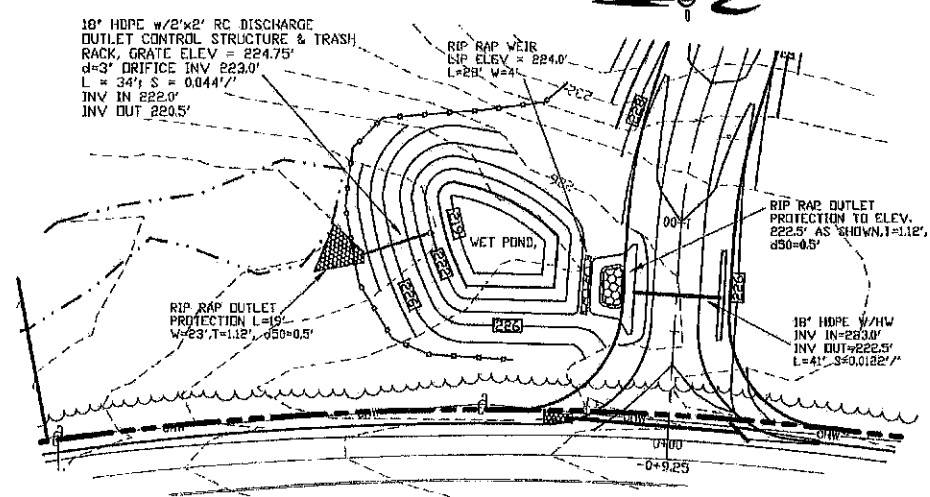 18" HDPE w/2'x2' RC DISCHARGE
OUTLET CONTROL STRUCTURE & TRASH
RACK, GRATE ELEV = 224.75'
d=3" ORIFICE INV 223.0'
L = 34'; S = 0.044'/'
INV IN 222.0'
INV OUT 220.5'
RIP RAP WEIR
LIP ELEV = 224.0'
L=28', W=4'
232
228
226
219
WET POND,
222
226
226
RIP RAP OUTLET
PROTECTION TO ELEV.
222.5' AS SHOWN,T=1.12',
d50=0.5'
226
RIP RAP OUTLET
PROTECTION L=19'
W=23',T=1.12', d50=0.5'
18" HDPE W/HW
INV IN=223.0'
INV OUT=222.5'
L=41', S=0.0122'/'
OHW
OHW
0+00
-0+9.25